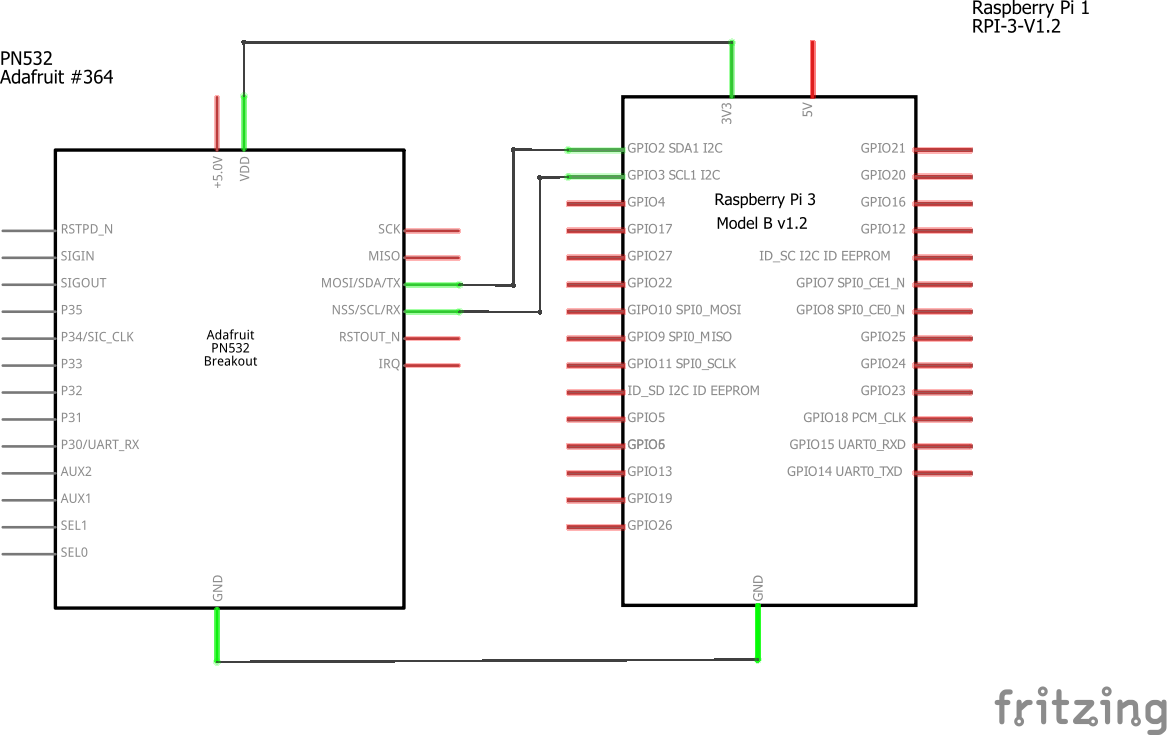 Raspberry Pi 1
RPI-3-V1.2
PN532
Adafruit #364
+5.0V
VDD
RSTPD_N
SIGIN
SIGOUT
P35
P34/SIC_CLK
P33
P32
P31
P30/UART_RX
AUX2
AUX1
SEL1
SEL0
Adafruit
PN532
Breakout
SCK
MISO
MOSI/SDA/TX
NSS/SCL/RX
RSTOUT_N
IRQ
GND
3V3
5V
GPIO2 SDA1 I2C
GPIO3 SCL1 I2C
GPIO4
GPIO17
GPIO27
GPIO22
GIPO10 SPI0_MOSI
GPIO9 SPI0_MISO
GPIO11 SPI0_SCLK
ID_SD I2C ID EEPROM
GPIO5
GPIO6
GPIO13
GPIO19
GPIO26
Raspberry Pi 3
Model B v1.2
GPIO21
GPIO20
GPIO16
GPIO12
ID_SC I2C ID EEPROM
GPIO7 SPI0_CE1_N
GPIO8 SPI0_CE0_N
GPIO25
GPIO24
GPIO23
GPIO18 PCM_CLK
GPIO15 UART0_RXD
GPIO14 UART0_TXD
GND
fritzing